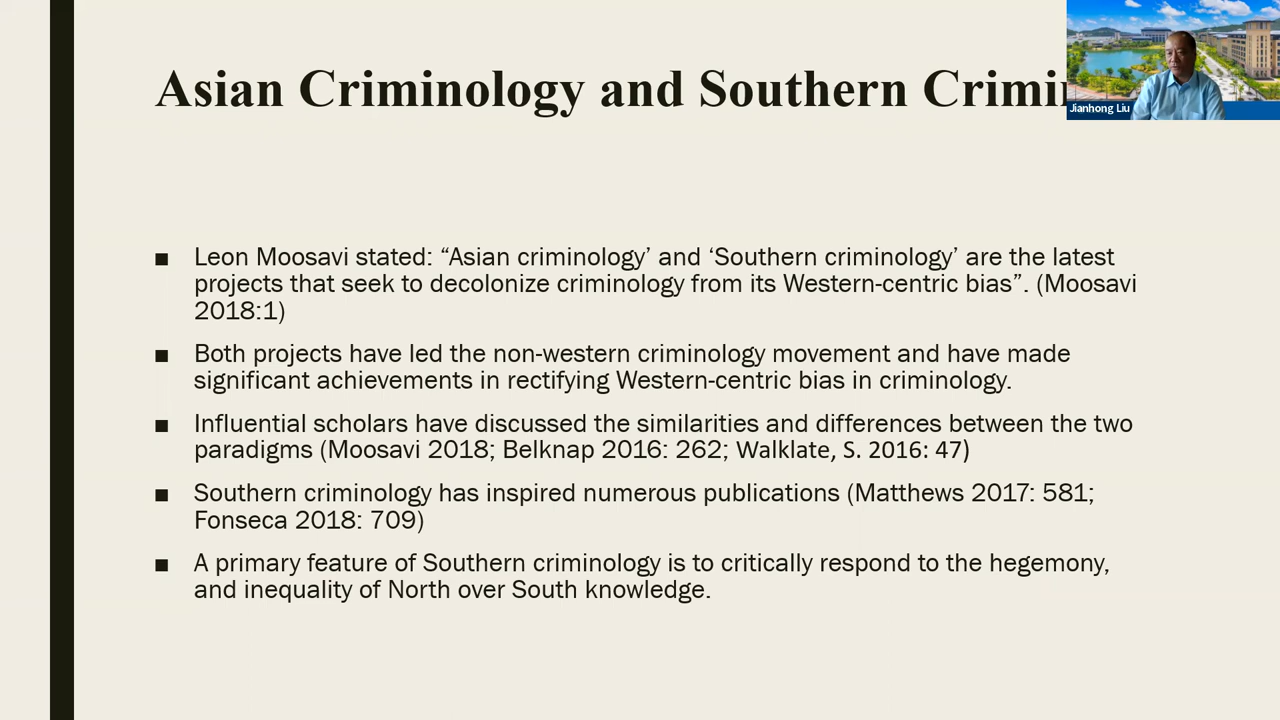 Asian Criminology and Southern
Jianhong Liu
■ Leon Moosavi stated: “Asian criminology’ and ‘Southern criminology’ are the latest
projects that seek to decolonize criminology from its Western-centric bias”. (Moosavi
2018:1)
■ Both projects have led the non-western criminology movement and have made
significant achievements in rectifying Western-centric bias in criminology.
■ Influential scholars have discussed the similarities and differences between the two
paradigms (Moosavi 2018; Belknap 2016: 262; Walklate, S. 2016: 47)
■ Southern criminology has inspired numerous publications (Matthews 2017: 581;
Fonseca 2018: 709)
■ A primary feature of Southern criminology is to critically respond to the hegemony,
and inequality of North over South knowledge.